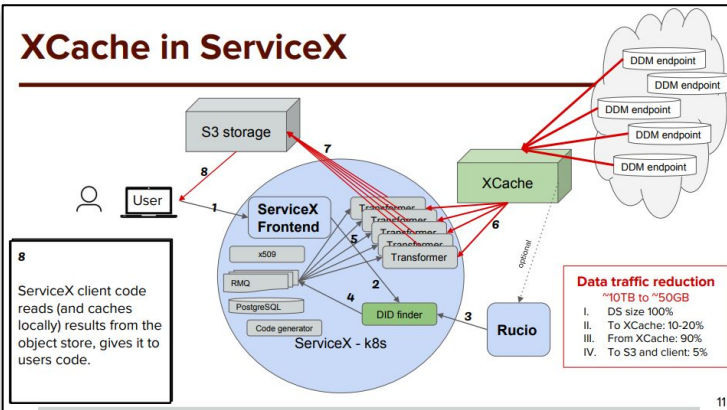 XCache in ServiceX
DDM endpoint
DDM endpoint
DDM endpoint
DDM endpoint
DDM endpoint
S3 storage
7
8
XCache
User
1
ServiceX
Frontend
Transformer
Transformer
Transformer
Transformer
Transformer
6
5
x509
RMQ
2
4
PostgreSQL
DID finder
3
Code generator
ServiceX - k8s
optional
Rucio
8
ServiceX client code
reads (and caches
locally) results from the
object store, gives it to
users code.
Data traffic reduction
~10TB to ~50GB
I. DS size 100%
II. To XCache: 10-20%
III. From XCache: 90%
IV. To S3 and client: 5%
11